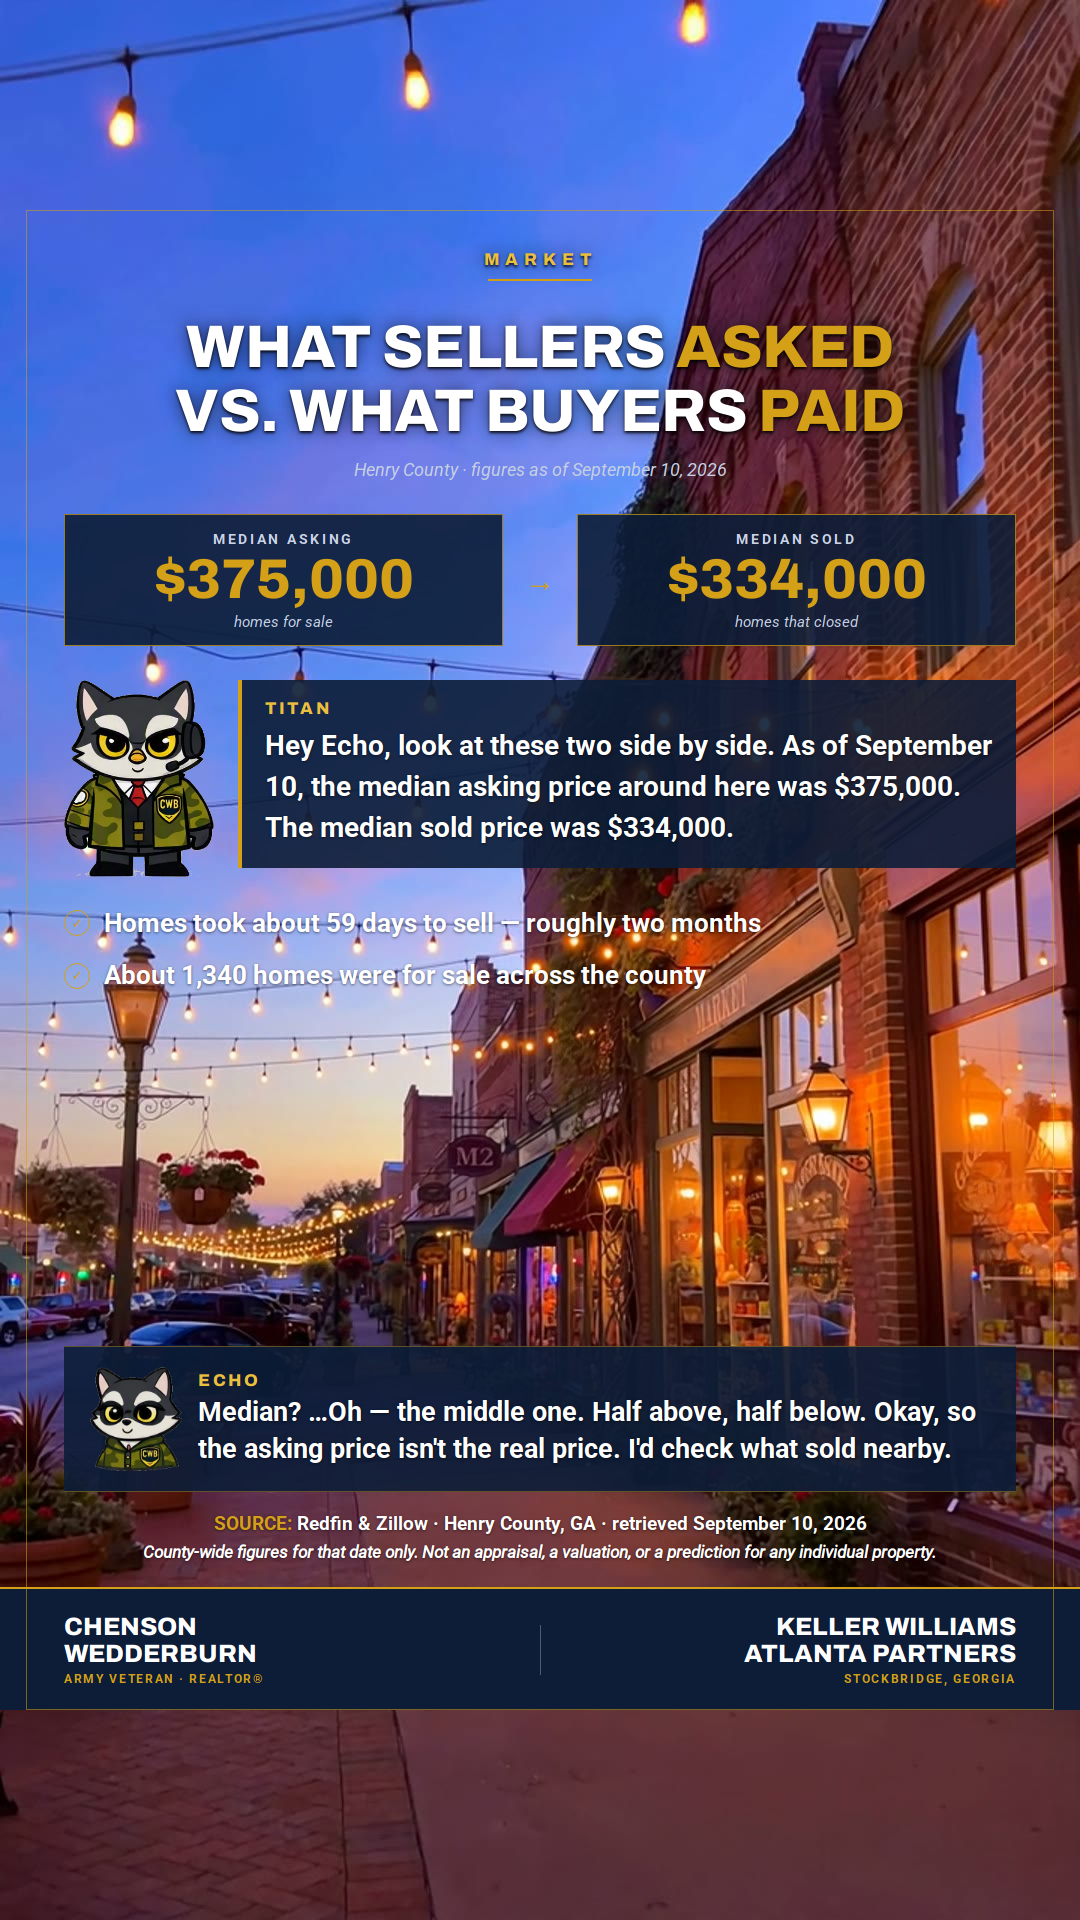 MARKET
WHAT SELLERS ASKED
VS. WHAT BUYERS PAID
Henry County · figures as of September 10, 2026
MEDIAN ASKING
$375,000
homes for sale
→
MEDIAN SOLD
$334,000
homes that closed
TITAN
Hey Echo, look at these two side by side. As of September
10, the median asking price around here was $375,000.
The median sold price was $334,000.
CWB
✓ Homes took about 59 days to sell — roughly two months
✓ About 1,340 homes were for sale across the county
MARKET
M2
ECHO
Median? ...Oh — the middle one. Half above, half below. Okay, so
the asking price isn't the real price. I'd check what sold nearby.
CWB
SOURCE: Redfin & Zillow · Henry County, GA · retrieved September 10, 2026
County-wide figures for that date only. Not an appraisal, a valuation, or a prediction for any individual property.
CHENSON
WEDDERBURN
ARMY VETERAN · REALTOR®
KELLER WILLIAMS
ATLANTA PARTNERS
STOCKBRIDGE, GEORGIA